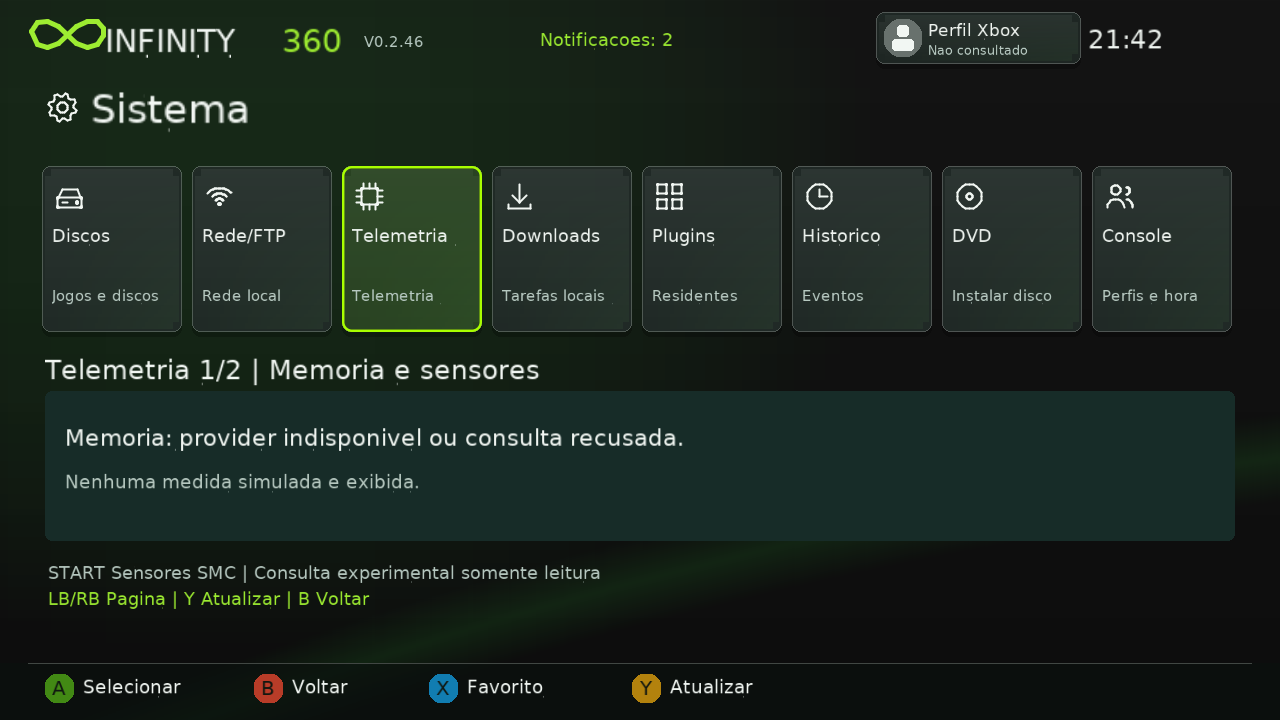 INFINITY 360 V0.2.46 Notificacoes: 2 Perfil Xbox 21:42
Nao consultado
Sistema
Discos Rede/FTP Telemetria Downloads Plugins Historico DVD Console
Jogos e discos Rede local Telemetria Tarefas locais Residentes Eventos Instalar disco Perfis e hora
Telemetria 1/2 | Memoria e sensores
Memoria: provider indisponivel ou consulta recusada.
Nenhuma medida simulada e exibida.
START Sensores SMC | Consulta experimental somente leitura
LB/RB Pagina | Y Atualizar | B Voltar
A Selecionar B Voltar X Favorito Y Atualizar